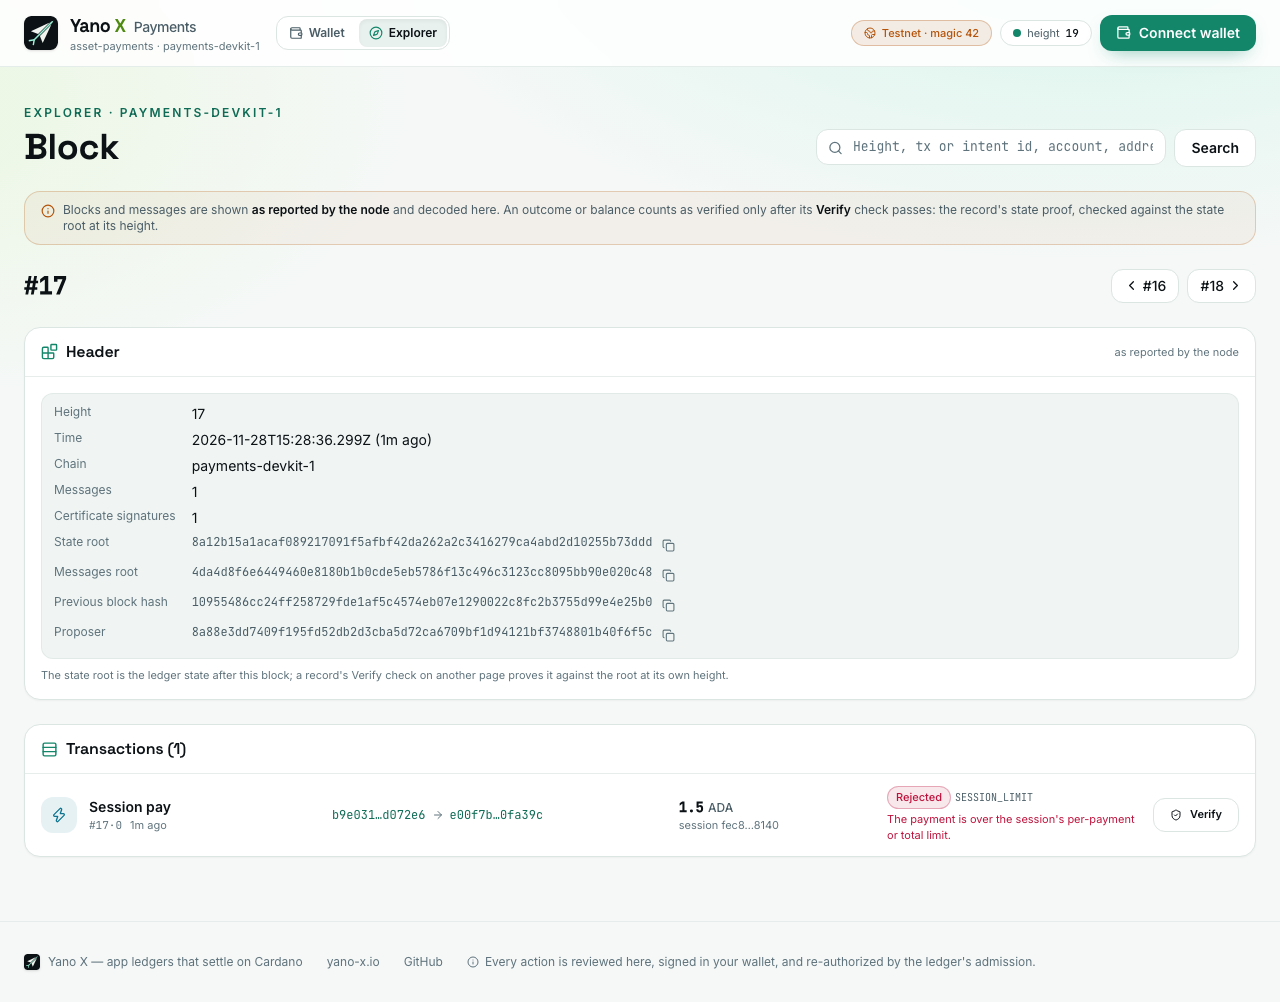 Yano X Payments
asset-payments · payments-devkit-1
Wallet
Explorer
Testnet · magic 42
height 19
Connect wallet
EXPLORER · PAYMENTS-DEVKIT-1
Block
Height, tx or intent id, account, addre
Search
Blocks and messages are shown as reported by the node and decoded here. An outcome or balance counts as verified only after its Verify check passes: the record's state proof, checked against the state
root at its height.
#17
#16
#18
Header
as reported by the node
Height 17
Time 2026-11-28T15:28:36.299Z (1m ago)
Chain payments-devkit-1
Messages 1
Certificate signatures 1
State root 8a12b15a1acaf089217091f5afbf42da262a2c3416279ca4abd2d10255b73ddd
Messages root 4da4d8f6e6449460e8180b1b0cde5eb5786f13c496c3123cc8095bb90e020c48
Previous block hash 10955486cc24ff258729fde1af5c4574eb07e1290022c8fc2b3755d99e4e25b0
Proposer 8a88e3dd7409f195fd52db2d3cba5d72ca6709bf1d94121bf3748801b40f6f5c
The state root is the ledger state after this block; a record's Verify check on another page proves it against the root at its own height.
Transactions (1)
Session pay
#17·0 1m ago
b9e031…d072e6 → e00f7b…0fa39c
1.5 ADA
session fec8…8140
Rejected SESSION_LIMIT
The payment is over the session's per-payment
or total limit.
Verify
Yano X — app ledgers that settle on Cardano
yano-x.io
GitHub
Every action is reviewed here, signed in your wallet, and re-authorized by the ledger's admission.